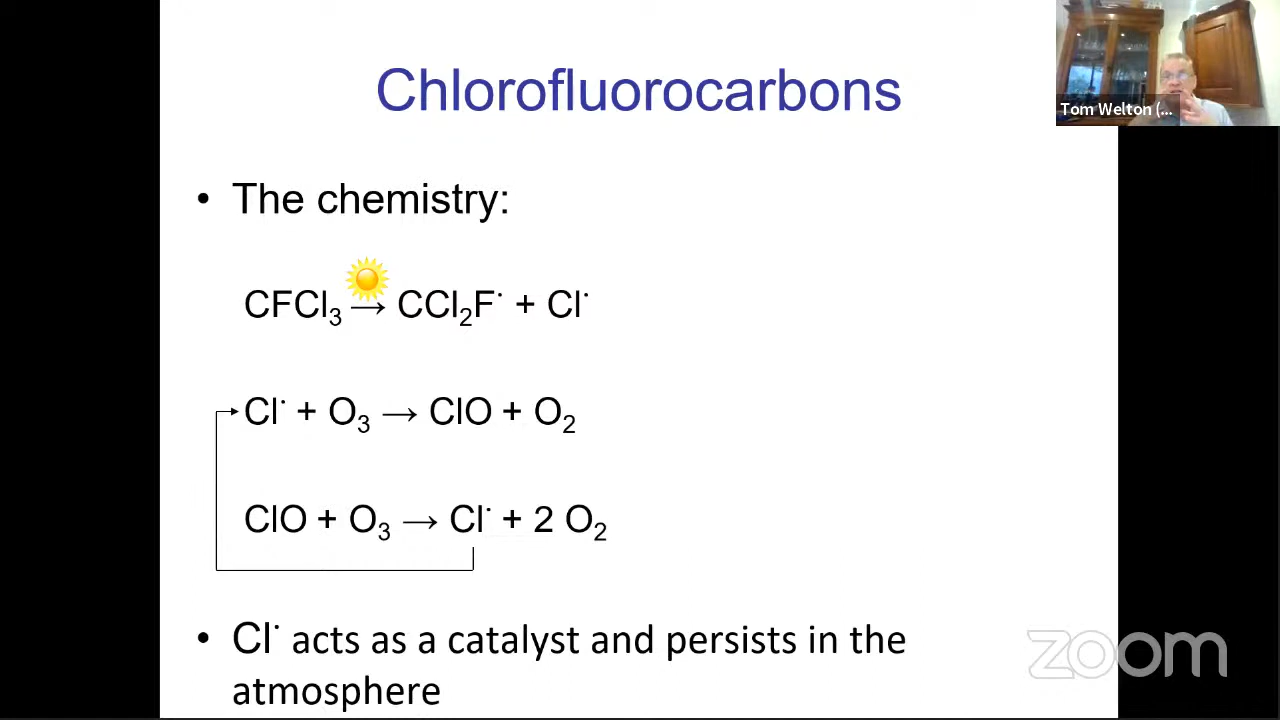 Chlorofluorocarbons
Tom Welton (...
• The chemistry:
CFCl₃ → CCl₂F˙ + Cl˙
Cl˙ + O₃ → ClO + O₂
ClO + O₃ → Cl˙ + 2 O₂
• Cl˙ acts as a catalyst and persists in the
atmosphere
zoom